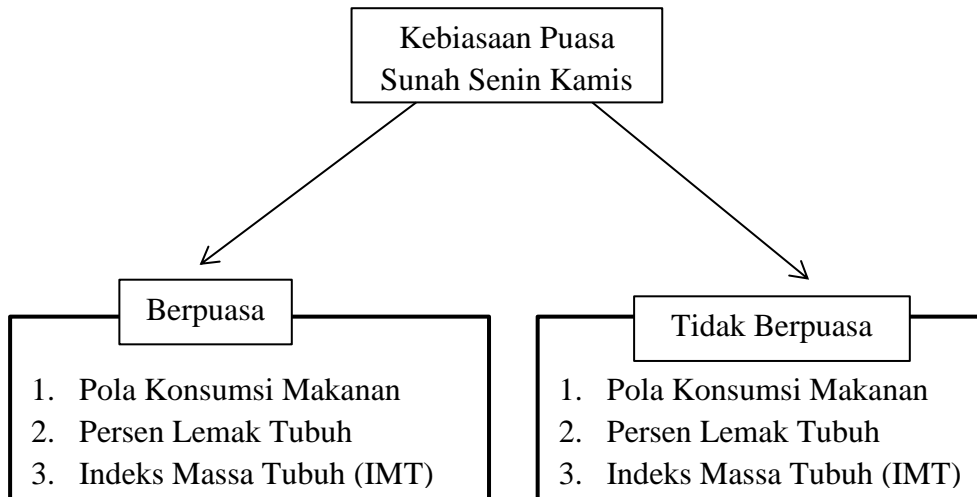 Kebiasaan Puasa
Sunah Senin Kamis
Berpuasa
1. Pola Konsumsi Makanan
2. Persen Lemak Tubuh
3. Indeks Massa Tubuh (IMT)
Tidak Berpuasa
1. Pola Konsumsi Makanan
2. Persen Lemak Tubuh
3. Indeks Massa Tubuh (IMT)